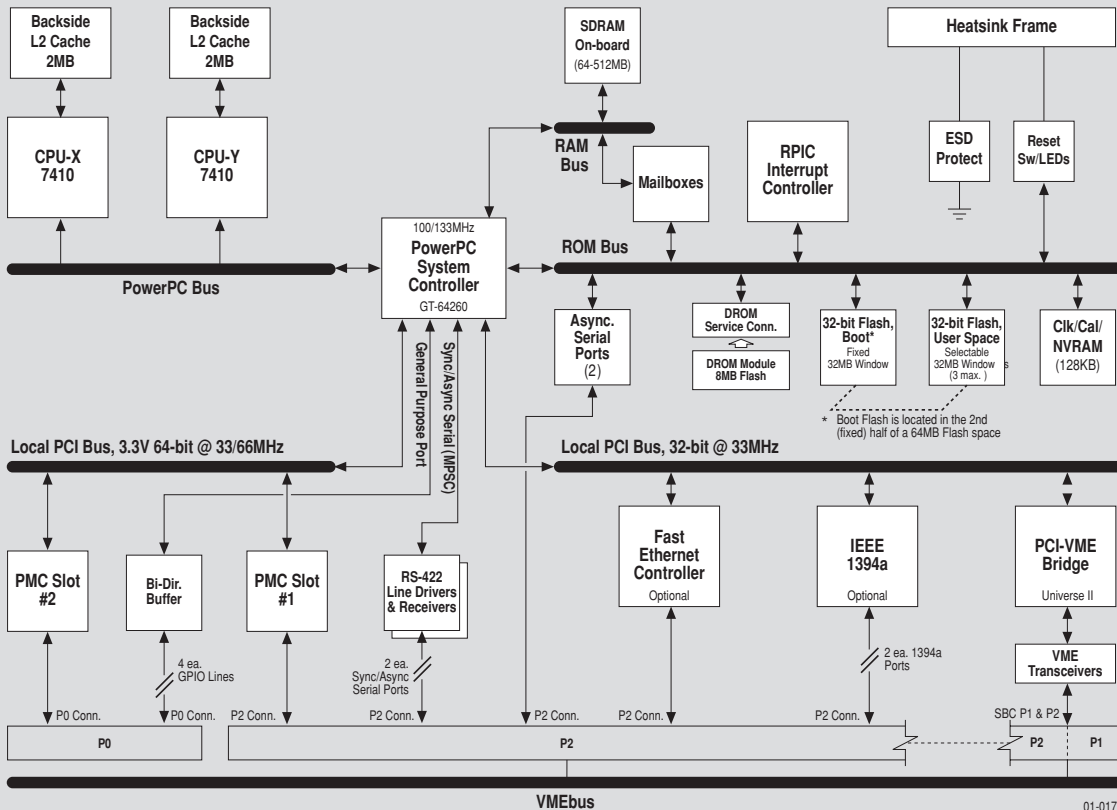 Backside
L2 Cache
2MB
Backside
L2 Cache
2MB
SDRAM
On-board
(64-512MB)
Heatsink Frame
CPU-X
7410
CPU-Y
7410
RAM
Bus
Mailboxes
RPIC
Interrupt
Controller
ESD
Protect
Reset
Sw/LEDs
100/133MHz
PowerPC
System
Controller
GT-64260
PowerPC Bus
ROM Bus
Async.
Serial
Ports
(2)
DROM
Service Conn.
DROM Module
8MB Flash
32-bit Flash,
Boot*
Fixed
32MB Window
32-bit Flash,
User Space
Selectable
32MB Windows
(3 max. )
Clk/Cal/
NVRAM
(128KB)
* Boot Flash is located in the 2nd
(fixed) half of a 64MB Flash space
General Purpose Port
Sync/Async Serial (MPSC)
Local PCI Bus, 3.3V 64-bit @ 33/66MHz
Local PCI Bus, 32-bit @ 33MHz
PMC Slot
#2
Bi-Dir.
Buffer
PMC Slot
#1
RS-422
Line Drivers
& Receivers
Fast
Ethernet
Controller
Optional
IEEE
1394a
Optional
PCI-VME
Bridge
Universe II
4 ea.
GPIO Lines
2 ea.
Sync/Async
Serial Ports
2 ea. 1394a
Ports
VME
Transceivers
P0 Conn.
P0 Conn.
P2 Conn.
P2 Conn.
P2 Conn.
P2 Conn.
P2 Conn.
SBC P1 & P2
P0
P2
P2
P1
VMEbus
01-017